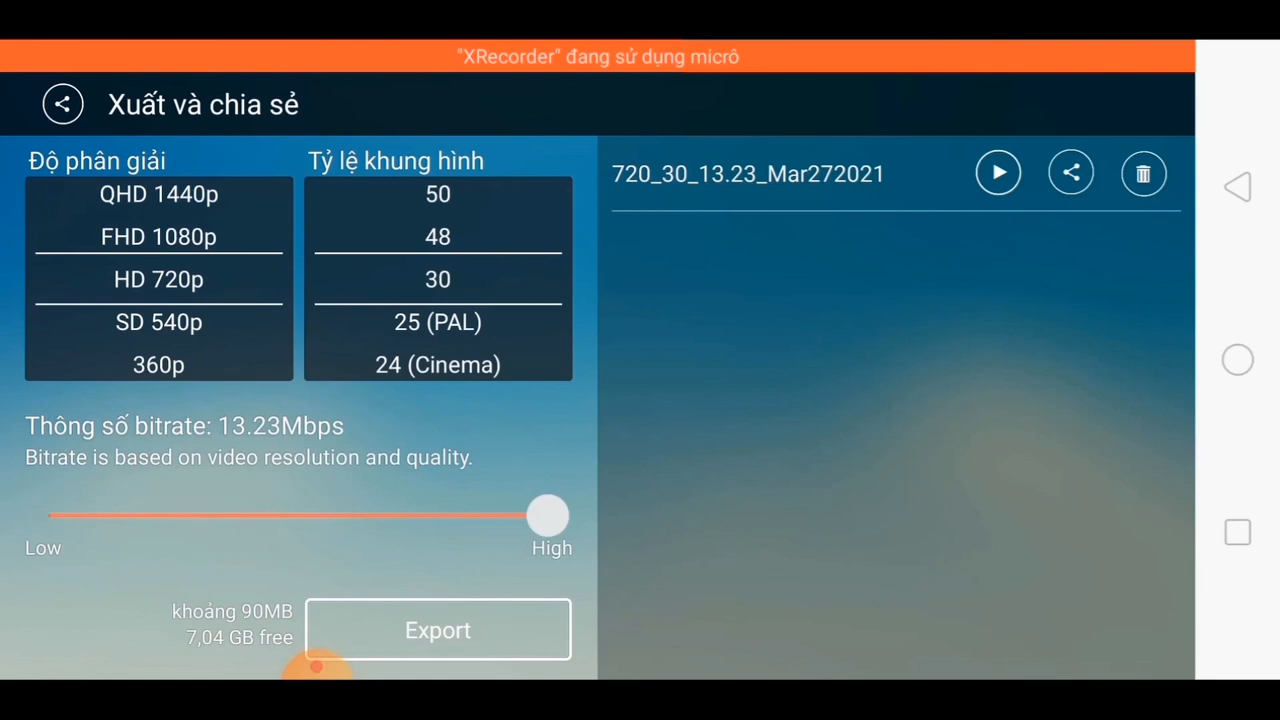 "XRecorder" đang sử dụng micrô
Xuất và chia sẻ
Độ phân giải
QHD 1440p
FHD 1080p
HD 720p
SD 540p
360p
Tỷ lệ khung hình
50
48
30
25 (PAL)
24 (Cinema)
Thông số bitrate: 13.23Mbps
Bitrate is based on video resolution and quality.
Low
High
khoảng 90MB
7,04 GB free
Export
720_30_13.23_Mar272021